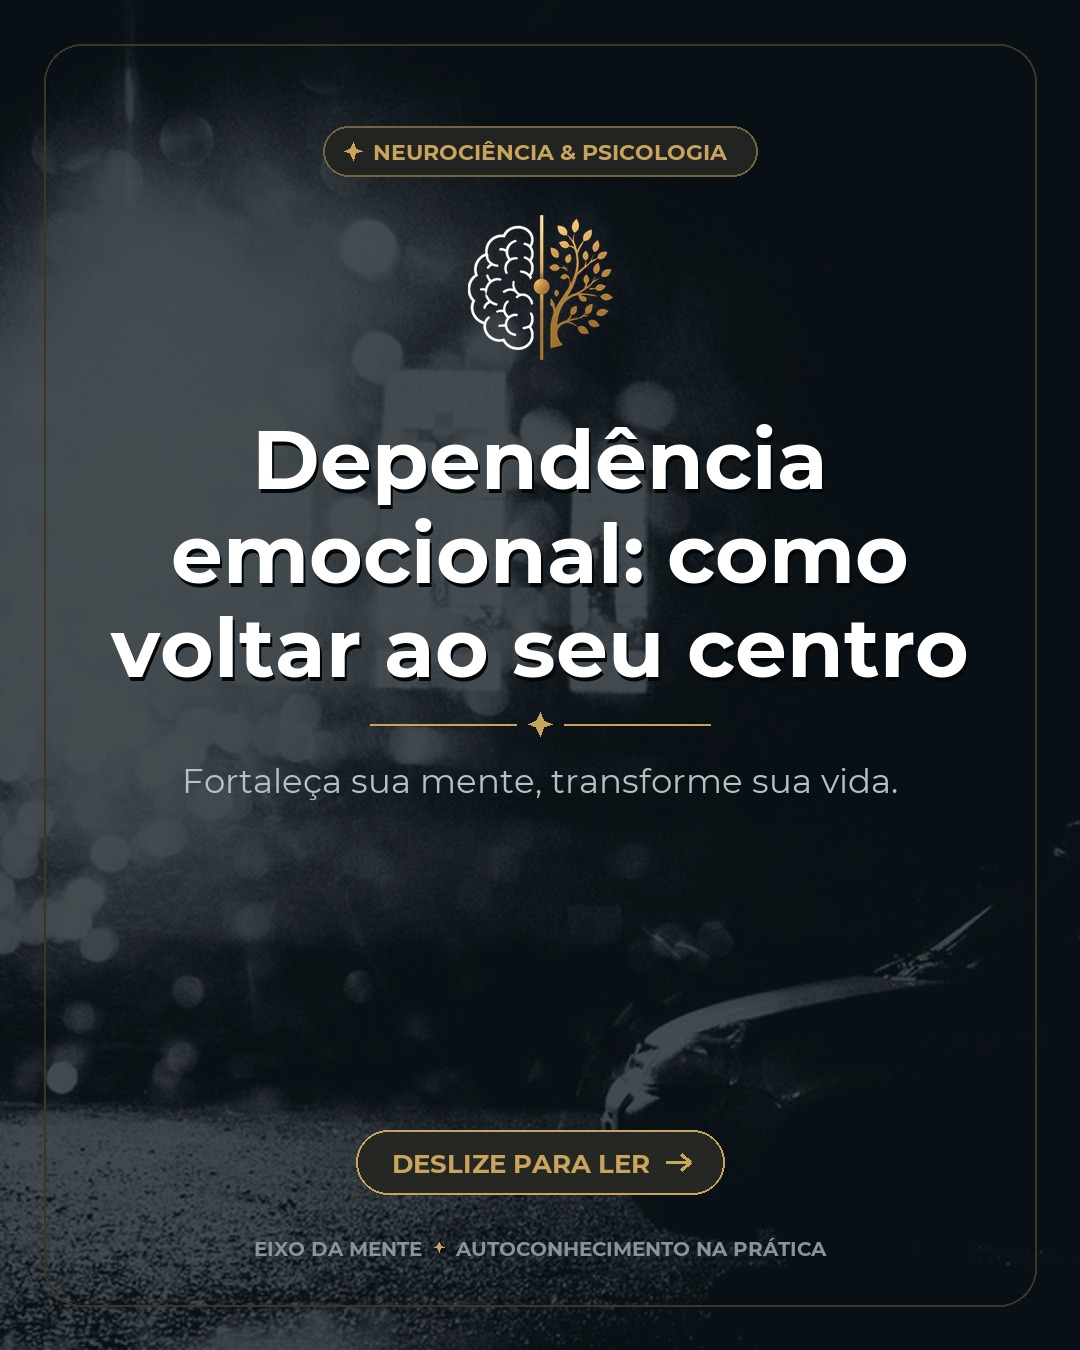 NEUROCIÊNCIA & PSICOLOGIA
Dependência
emocional: como
voltar ao seu centro
Fortaleça sua mente, transforme sua vida.
DESLIZE PARA LER →
EIXO DA MENTE ✦ AUTOCONHECIMENTO NA PRÁTICA